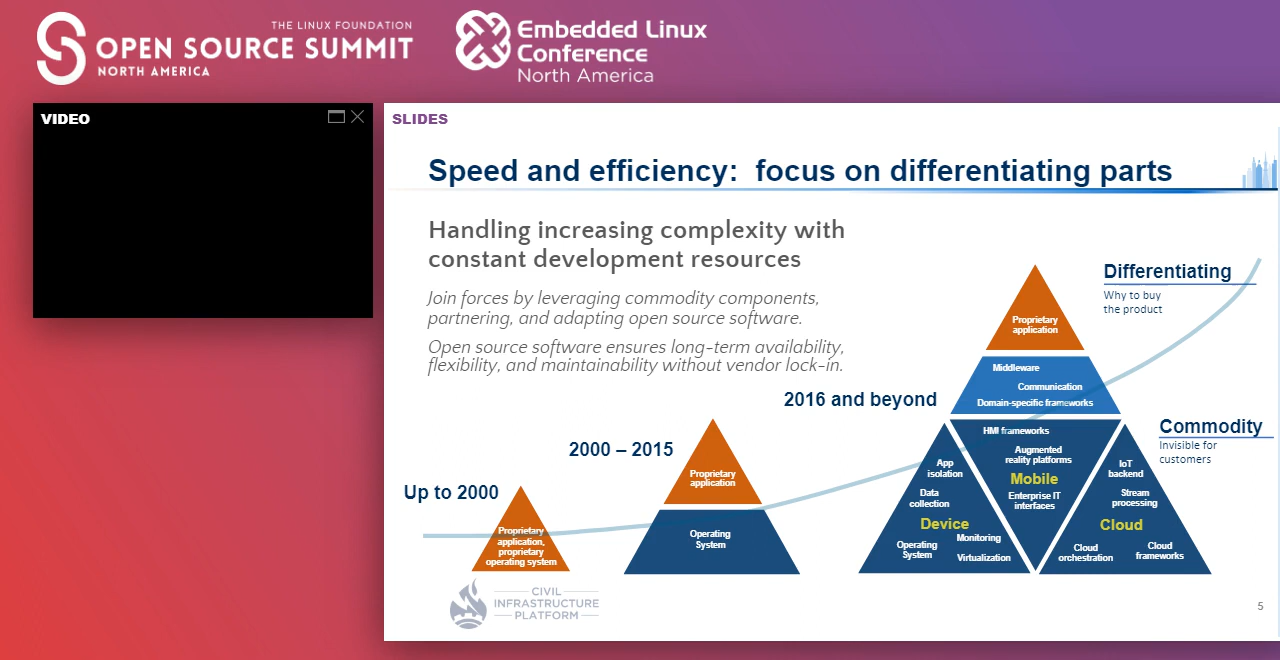 THE LINUX FOUNDATION
OPEN SOURCE SUMMIT
NORTH AMERICA
Embedded Linux
Conference
North America
VIDEO
SLIDES
Speed and efficiency: focus on differentiating parts
Handling increasing complexity with
constant development resources
Join forces by leveraging commodity components,
partnering, and adapting open source software.
Open source software ensures long-term availability,
flexibility, and maintainability without vendor lock-in.
Up to 2000
Proprietary
application,
proprietary
operating system
2000 – 2015
Proprietary
application
Operating
System
2016 and beyond
Proprietary
application
Middleware
Communication
Domain-specific frameworks
HMI frameworks
Augmented
reality platforms
Mobile
Enterprise IT
interfaces
App
isolation
Data
collection
Device
Monitoring
Operating
System
Virtualization
IoT
backend
Stream
processing
Cloud
Cloud
orchestration
Cloud
frameworks
Differentiating
Why to buy
the product
Commodity
Invisible for
customers
CIVIL
INFRASTRUCTURE
PLATFORM
5